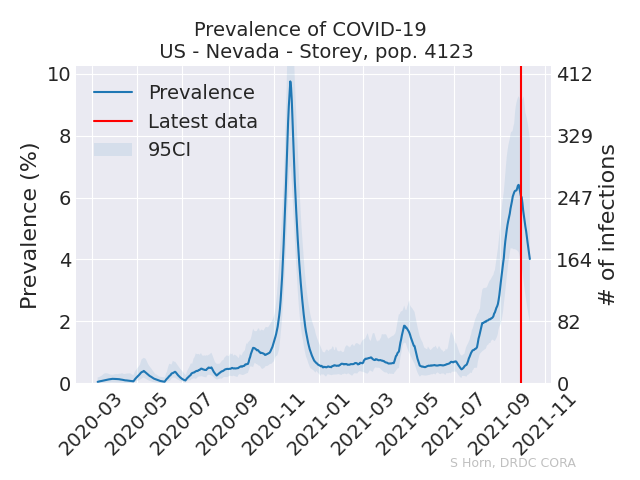 Prevalence of COVID-19
US - Nevada - Storey, pop. 4123
Prevalence (%)
10
8
6
4
2
0
Prevalence
Latest data
95CI
412
329
247
164
82
0
# of infections
2020-03
2020-05
2020-07
2020-09
2020-11
2021-01
2021-03
2021-05
2021-07
2021-09
2021-11
S Horn, DRDC CORA